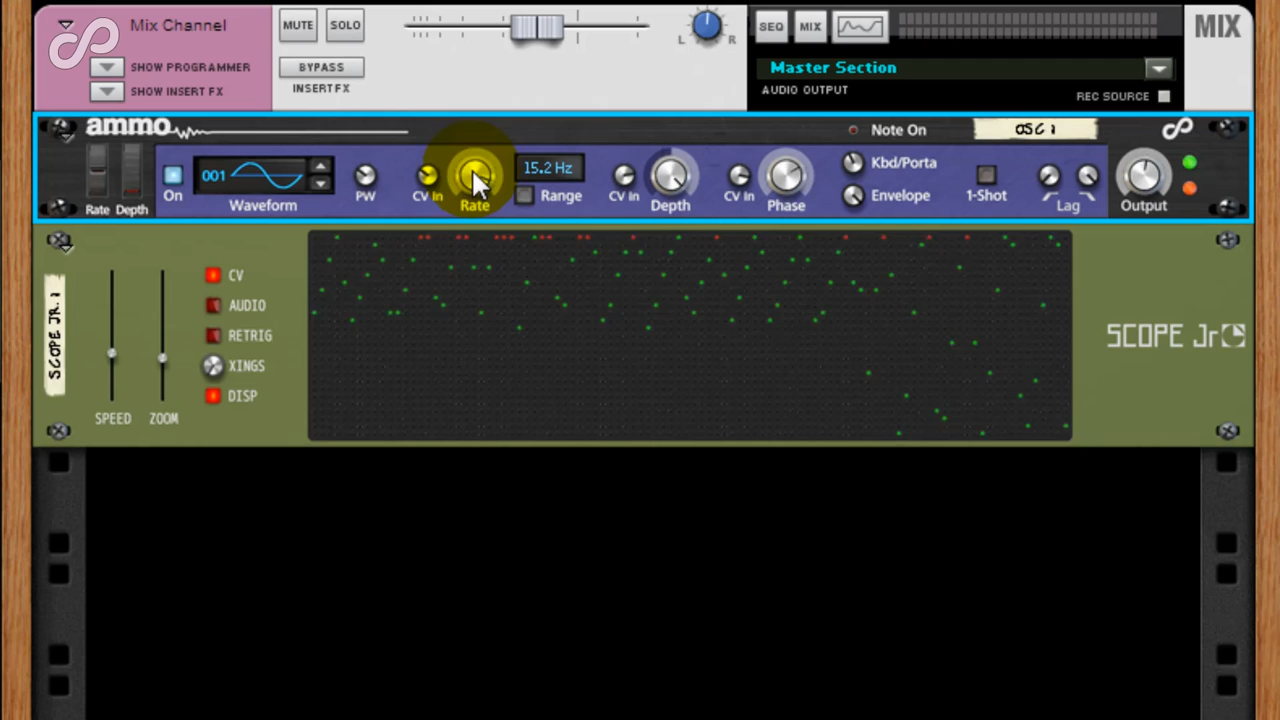 Mix Channel
SHOW PROGRAMMER
SHOW INSERT FX
MUTE SOLO
BYPASS
INSERT FX
L R
SEQ MIX
Master Section
AUDIO OUTPUT
REC SOURCE
MIX
ammo
Note On
OSC 1
Rate Depth
On
001
Waveform
PW
CV In
Rate
15.2 Hz
Range
CV In
Depth
CV In
Phase
Kbd/Porta
Envelope
1-Shot
Lag
Output
SCOPE JR. 1
SPEED
ZOOM
CV
AUDIO
RETRIG
XINGS
DISP
SCOPE Jr